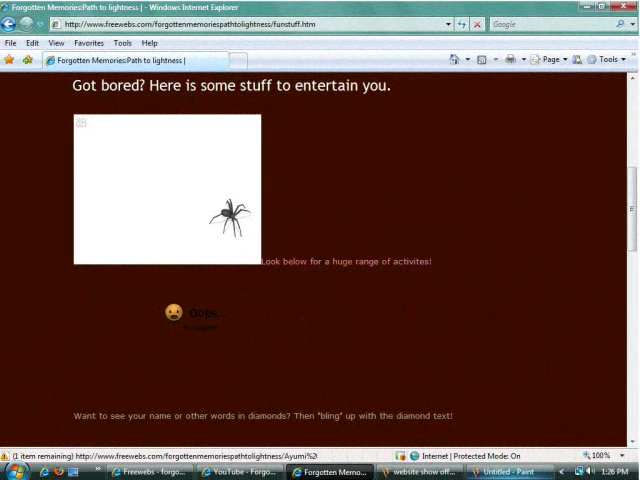 Forgotten Memories:Path to lightness | - Windows Internet Explorer
http://www.freewebs.com/forgottenmemoriespathtolightness/funstuff.htm
Google
File Edit View Favorites Tools Help
Forgotten Memories:Path to lightness |
Page Tools
Got bored? Here is some stuff to entertain you.
Look below for a huge range of activites!
Oops...
Want to see your name or other words in diamonds? Then "bling" up with the diamond text!
(1 item remaining) http://www.freewebs.com/forgottenmemoriespathtolightness/Ayumi%2
Internet | Protected Mode: On
100%
Freewebs - forgo...
YouTube - Forgo...
Forgotten Memo...
website show off...
Untitled - Paint
1:26 PM